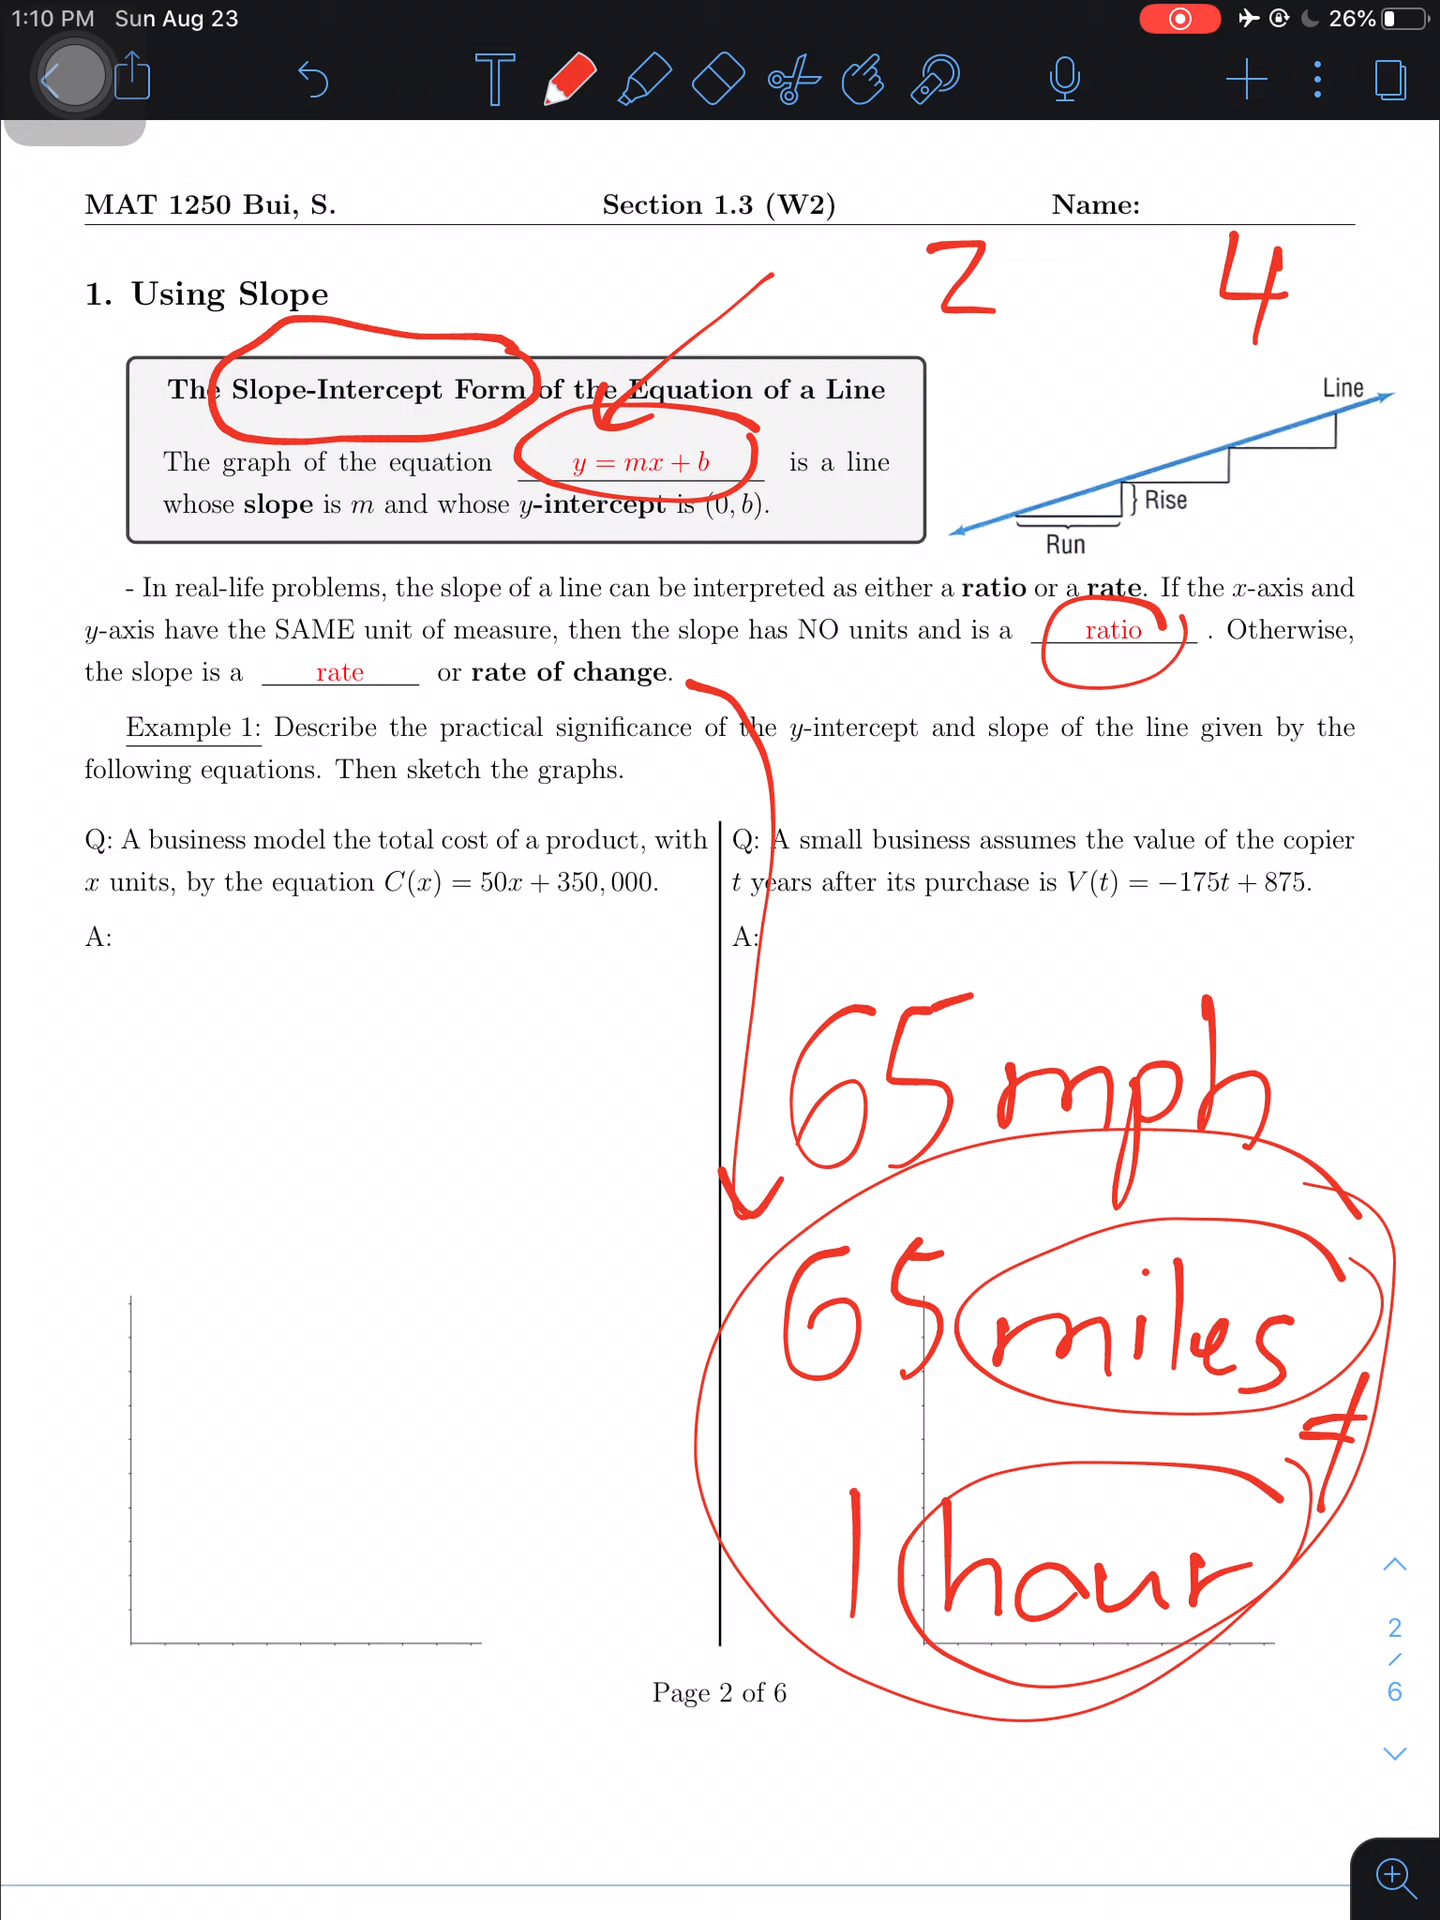 1:10 PM Sun Aug 23
26%
MAT 1250 Bui, S. Section 1.3 (W2) Name:
2 4
1. Using Slope
The Slope-Intercept Form of the Equation of a Line
The graph of the equation y = mx + b is a line
whose slope is m and whose y-intercept is (0, b).
Line
Rise
Run
- In real-life problems, the slope of a line can be interpreted as either a ratio or a rate. If the x-axis and
y-axis have the SAME unit of measure, then the slope has NO units and is a ratio . Otherwise,
the slope is a rate or rate of change.
Example 1: Describe the practical significance of the y-intercept and slope of the line given by the
following equations. Then sketch the graphs.
Q: A business model the total cost of a product, with
x units, by the equation C(x) = 50x + 350, 000.
A:
Q: A small business assumes the value of the copier
t years after its purchase is V(t) = −175t + 875.
A:
65 mph
65 miles
≠
1 hour
Page 2 of 6
2
/
6